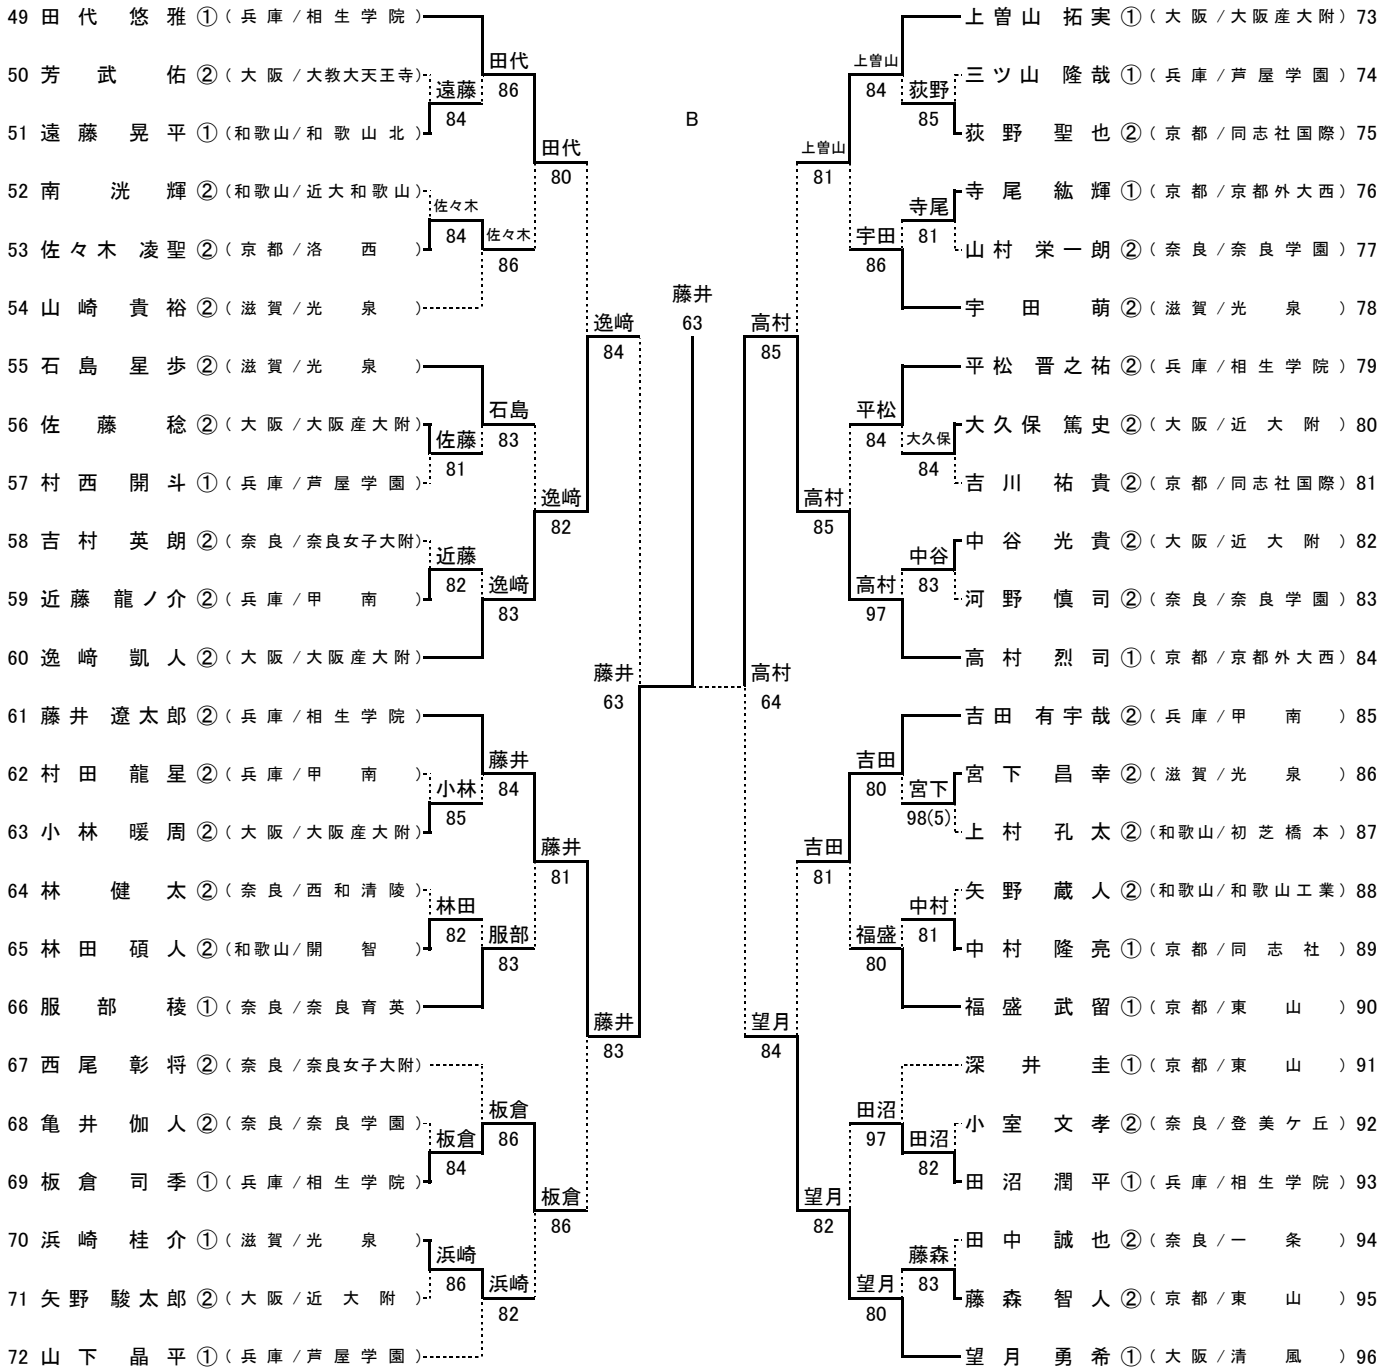 49 田代 悠雅 ① (兵庫/相生学院)
50 芳武 佑 ② (大阪/大教大天王寺)
51 遠藤 晃平 ① (和歌山/和歌山北)
52 南 洸輝 ② (和歌山/近大和歌山)
53 佐々木 凌聖 ② (京都/洛西)
54 山崎 貴裕 ② (滋賀/光泉)
55 石島 星歩 ② (滋賀/光泉)
56 佐藤 稔 ② (大阪/大阪産大附)
57 村西 開斗 ① (兵庫/芦屋学園)
58 吉村 英朗 ② (奈良/奈良女子大附)
59 近藤 龍ノ介 ② (兵庫/甲南)
60 逸﨑 凱人 ② (大阪/大阪産大附)
61 藤井 遼太郎 ② (兵庫/相生学院)
62 村田 龍星 ② (兵庫/甲南)
63 小林 暖周 ② (大阪/大阪産大附)
64 林 健太 ② (奈良/西和清陵)
65 林田 碩人 ② (和歌山/開智)
66 服部 稜 ① (奈良/奈良育英)
67 西尾 彰将 ② (奈良/奈良女子大附)
68 亀井 伽人 ② (奈良/奈良学園)
69 板倉 司季 ① (兵庫/相生学院)
70 浜崎 桂介 ① (滋賀/光泉)
71 矢野 駿太郎 ② (大阪/近大附)
72 山下 晶平 ① (兵庫/芦屋学園)
遠藤
84
佐々木
84
佐藤
81
近藤
82
小林
85
林田
82
板倉
84
浜崎
86
田代
86
佐々木
86
石島
83
逸﨑
83
藤井
84
服部
83
板倉
86
浜崎
82
田代
80
逸﨑
82
藤井
81
板倉
86
逸﨑
84
藤井
83
藤井
63
B
藤井
63
高村
64
高村
85
望月
84
上曽山
81
高村
85
吉田
81
望月
82
上曽山
84
宇田
86
平松
84
高村
97
吉田
80
福盛
80
田沼
97
望月
80
荻野
85
寺尾
81
大久保
84
中谷
83
宮下
98(5)
中村
81
田沼
82
藤森
83
上曽山 拓実 ① (大阪/大阪産大附) 73
三ツ山 隆哉 ① (兵庫/芦屋学園) 74
荻野 聖也 ② (京都/同志社国際) 75
寺尾 紘輝 ① (京都/京都外大西) 76
山村 栄一朗 ② (奈良/奈良学園) 77
宇田 萌 ② (滋賀/光泉) 78
平松 晋之祐 ② (兵庫/相生学院) 79
大久保 篤史 ② (大阪/近大附) 80
吉川 祐貴 ② (京都/同志社国際) 81
中谷 光貴 ② (大阪/近大附) 82
河野 慎司 ② (奈良/奈良学園) 83
高村 烈司 ① (京都/京都外大西) 84
吉田 有宇哉 ② (兵庫/甲南) 85
宮下 昌幸 ② (滋賀/光泉) 86
上村 孔太 ② (和歌山/初芝橋本) 87
矢野 蔵人 ② (和歌山/和歌山工業) 88
中村 隆亮 ① (京都/同志社) 89
福盛 武留 ① (京都/東山) 90
深井 圭 ① (京都/東山) 91
小室 文孝 ② (奈良/登美ケ丘) 92
田沼 潤平 ① (兵庫/相生学院) 93
田中 誠也 ② (奈良/一条) 94
藤森 智人 ② (京都/東山) 95
望月 勇希 ① (大阪/清風) 96